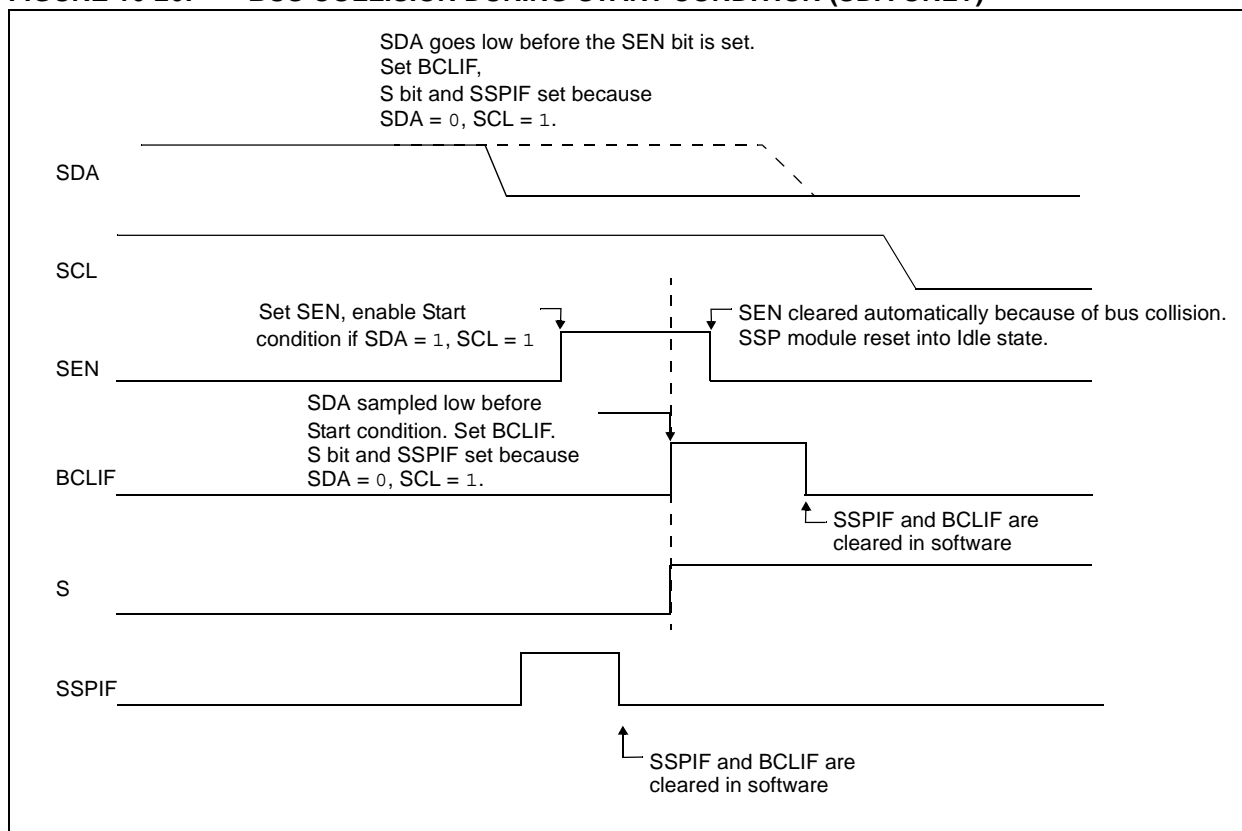 SDA goes low before the SEN bit is set.
Set BCLIF,
S bit and SSPIF set because
SDA = 0, SCL = 1.
SDA
SCL
Set SEN, enable Start
condition if SDA = 1, SCL = 1
SEN cleared automatically because of bus collision.
SSP module reset into Idle state.
SEN
SDA sampled low before
Start condition. Set BCLIF.
S bit and SSPIF set because
SDA = 0, SCL = 1.
BCLIF
SSPIF and BCLIF are
cleared in software
S
SSPIF
SSPIF and BCLIF are
cleared in software